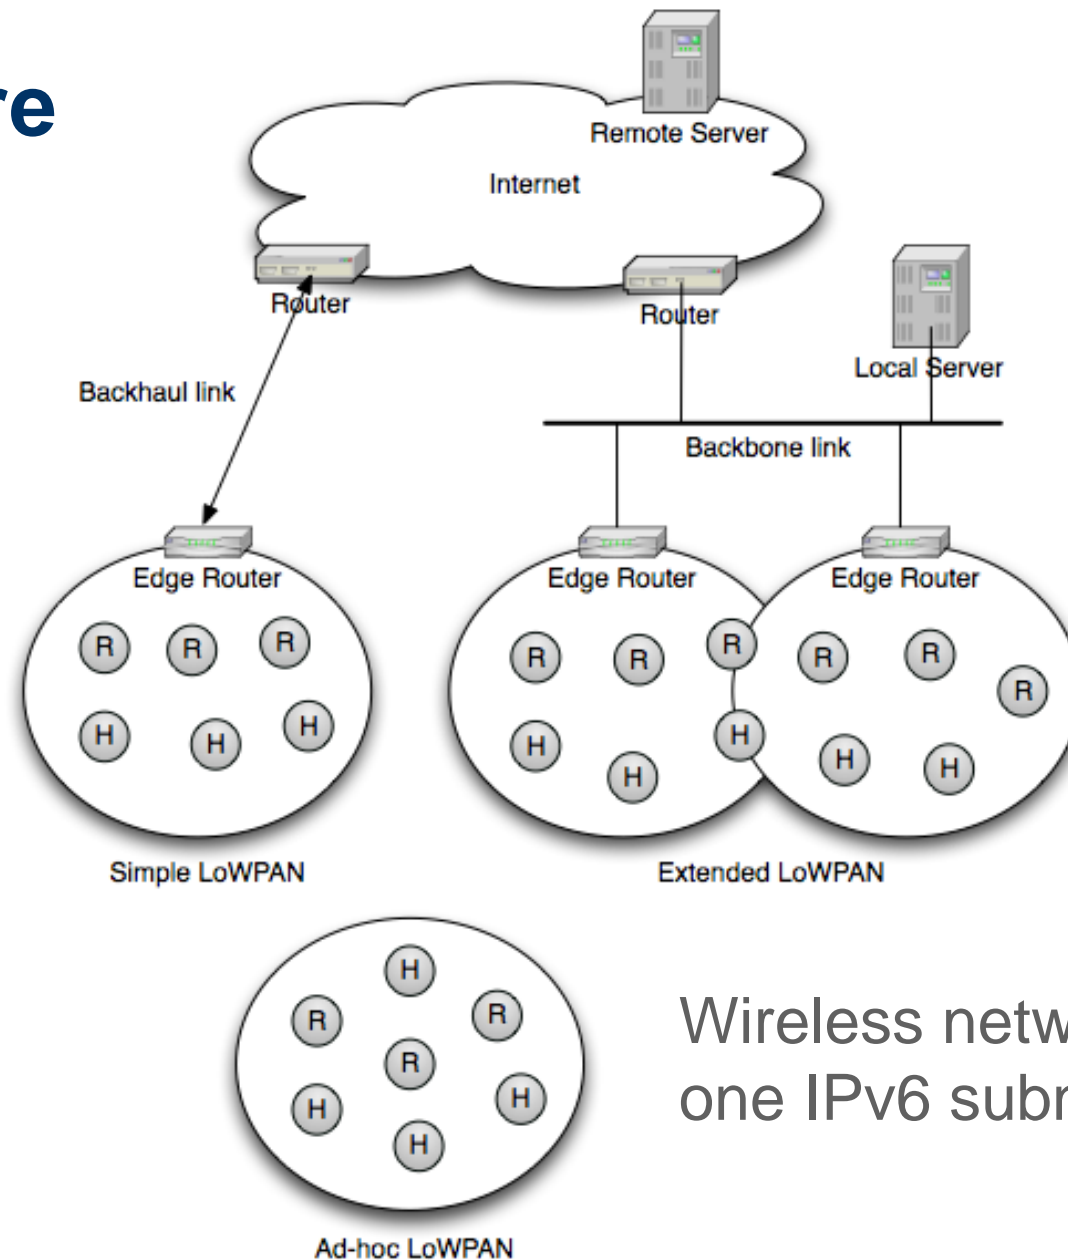 re
Remote Server
Internet
Router
Router
Local Server
Backhaul link
Backbone link
Edge Router
Edge Router
Edge Router
R R R
H H H
R R R R R R
H H H H H
Simple LoWPAN
Extended LoWPAN
H
R R
R
H H
H
Wireless netw
one IPv6 subn
Ad-hoc LoWPAN